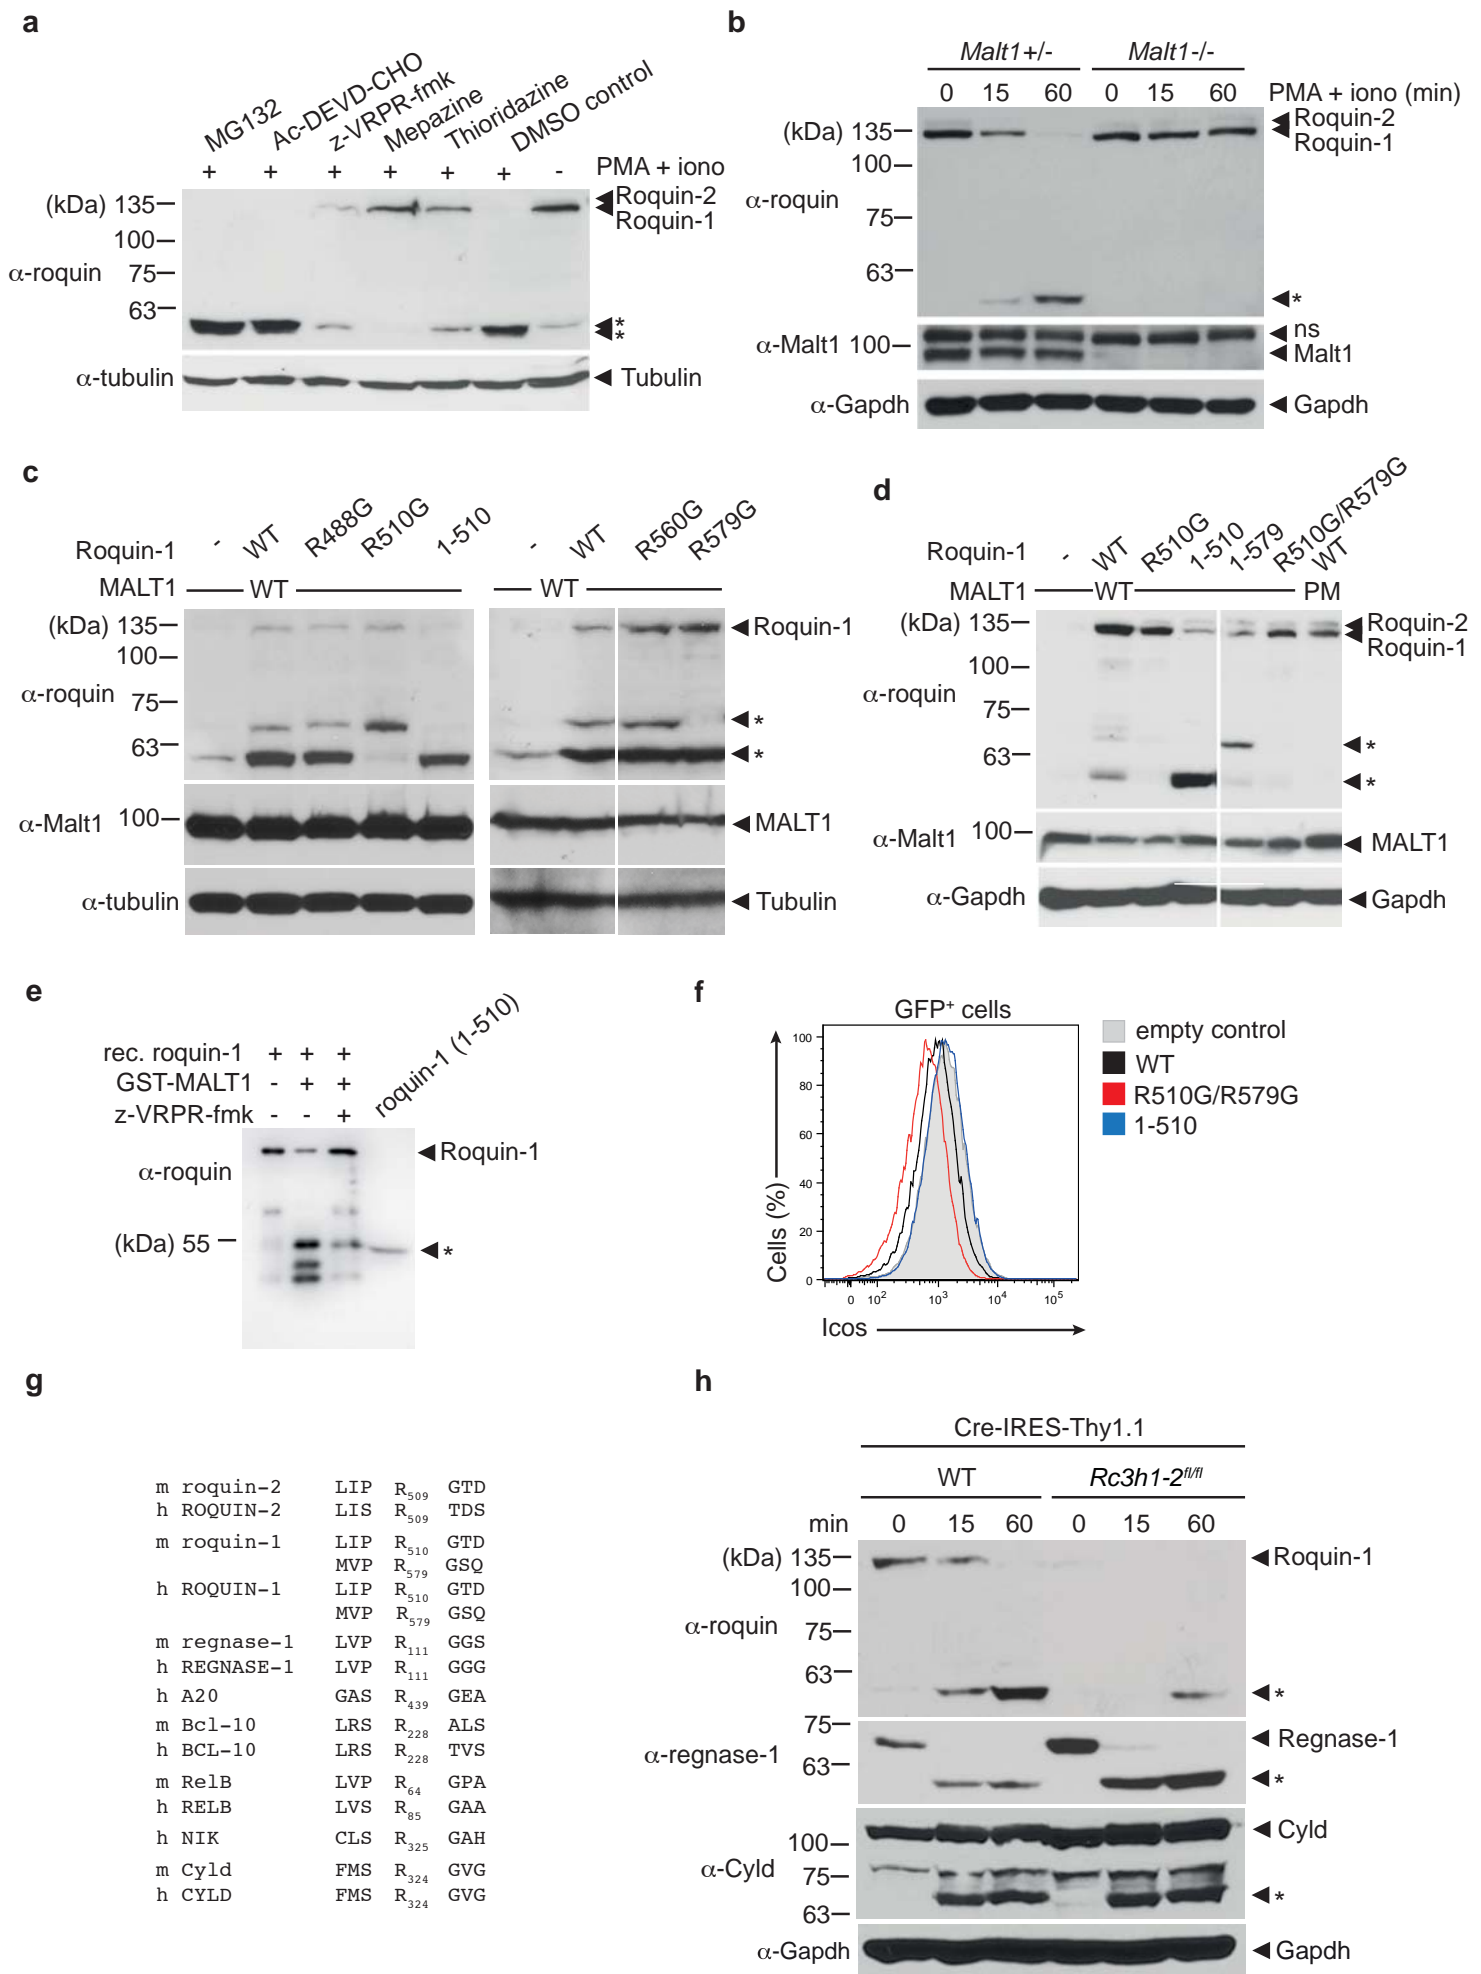 a
MG132
Ac-DEVD-CHO
z-VRPR-fmk
Mepazine
Thioridazine
DMSO control
+ + + + + + - PMA + iono
(kDa) 135
Roquin-2
Roquin-1
100
α-roquin 75
63
*
*
α-tubulin Tubulin
b
Malt1+/- Malt1-/-
0 15 60 0 15 60 PMA + iono (min)
(kDa) 135
Roquin-2
Roquin-1
100
α-roquin
75
63
*
ns
α-Malt1 100
Malt1
α-Gapdh Gapdh
c
Roquin-1 - WT R488G R510G 1-510 - WT R560G R579G
MALT1 WT WT
(kDa) 135 Roquin-1
100
α-roquin 75
*
63
*
α-Malt1 100 MALT1
α-tubulin Tubulin
d
Roquin-1 - WT R510G 1-510 1-579 R510G/R579G WT
MALT1 WT PM
(kDa) 135 Roquin-2
Roquin-1
100
α-roquin
75
63 *
*
α-Malt1 100 MALT1
α-Gapdh Gapdh
e
rec. roquin-1 + + +
GST-MALT1 - + +
z-VRPR-fmk - - +
roquin-1 (1-510)
α-roquin Roquin-1
(kDa) 55
*
f
GFP+ cells
100
80
60
40
20
0
Cells (%)
0 10² 10³ 10⁴ 10⁵
Icos
empty control
WT
R510G/R579G
1-510
g
m roquin-2 LIP R509 GTD
h ROQUIN-2 LIS R509 TDS
m roquin-1 LIP R510 GTD
MVP R579 GSQ
h ROQUIN-1 LIP R510 GTD
MVP R579 GSQ
m regnase-1 LVP R111 GGS
h REGNASE-1 LVP R111 GGG
h A20 GAS R439 GEA
m Bcl-10 LRS R228 ALS
h BCL-10 LRS R228 TVS
m RelB LVP R64 GPA
h RELB LVS R85 GAA
h NIK CLS R325 GAH
m Cyld FMS R324 GVG
h CYLD FMS R324 GVG
h
Cre-IRES-Thy1.1
WT Rc3h1-2fl/fl
min 0 15 60 0 15 60
(kDa) 135 Roquin-1
100
α-roquin
75
63
*
75
α-regnase-1 Regnase-1
63
*
Cyld
100
α-Cyld 75
*
63
α-Gapdh Gapdh